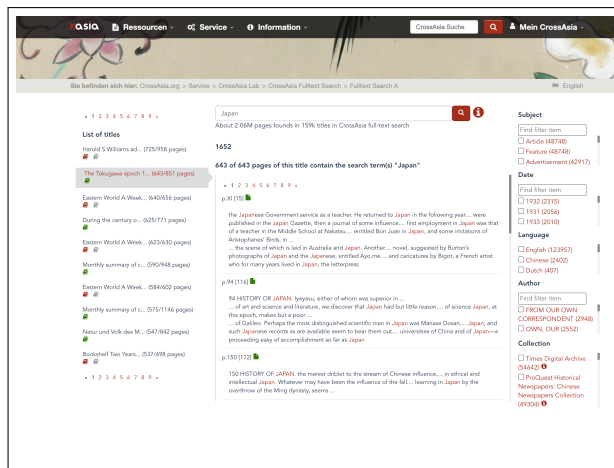 xasia
Ressourcen
Service
Information
CrossAsia Suche
Mein CrossAsia
Sie befinden sich hier: CrossAsia.org > Service > CrossAsia Lab > CrossAsia Fulltext Search > Fulltext Search A
English
« 1 2 3 4 5 6 7 8 9 »
List of titles
Harold S Williams ad... (725/958 pages)
The Tokugawa epoch 1... (643/851 pages)
Eastern World A Week... (640/656 pages)
During the century o... (625/771 pages)
Eastern World A Week... (623/630 pages)
Monthly summary of c... (590/948 pages)
Eastern World A Week... (584/602 pages)
Monthly summary of c... (575/1146 pages)
Natur und Volk des M... (547/842 pages)
Bookshelf Two Years... (537/698 pages)
« 1 2 3 4 5 6 7 8 9 »
Japan
About 2.06M pages found in 159k titles in CrossAsia full-text search
1652
643 of 643 pages of this title contain the search term(s) "Japan"
« 1 2 3 4 5 6 7 8 9 »
p.XI [15]
the Japanese Government service as a teacher. He returned to Japan in the following year.... were
published in the Japan Gazette, then a journal of some influence.... first employment in Japan was that
of a teacher in the Middle School at Nakatsu.... entitled Bon Juan in Japan, and some imitations of
Aristophanes' Birds, in ...
... the scene of which is laid in Australia and Japan. Another.... novel, suggested by Burton's
photographs of Japan and the Japanese, entitled Ayo.me.... and caricatures by Bigot, a French artist
who for many years lived in Japan, the letterpress
p.94 [116]
94 HISTORY OF JAPAN. Iyeyasu, either of whom was superior in ...
... of art and science and literature, we discover that Japan had but little reason.... of science Japan, at
this epoch, makes but a poor ...
... of Galileo. Perhaps the most distinguished scientific man in Japan was Manase Dosan.... Japan; and
such Japanese records as are available seem to bear them out.... universities of China and of Japan—a
proceeding easy of accomplishment so far as Japan
p.150 [172]
150 HISTORY OF JAPAN. the merest driblet to the stream of Chinese influence.... in ethical and
intellectual Japan. Whatever may have been the influence of the fall.... learning in Japan by the
overthrow of the Ming dynasty, seems ...
Subject
Find filter item
Article (48748)
Feature (48748)
Advertisement (42917)
Date
1932 (2315)
1931 (2056)
1933 (2010)
Language
English (123957)
Chinese (2402)
Dutch (407)
Author
Find filter item
FROM OUR OWN
CORRESPONDENT (2948)
OWN, OUR (2552)
Collection
Times Digital Archive
(54642)
ProQuest Historical
Newspapers: Chinese
Newspapers Collection
(49304)